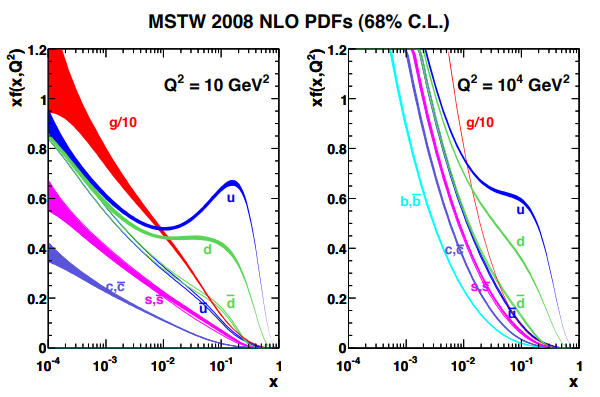 MSTW 2008 NLO PDFs (68% C.L.)
xf(x,Q²)
Q² = 10 GeV²
g/10
u
d
c,c̅
s,s̅
u̅
d̅
0
0.2
0.4
0.6
0.8
1
1.2
10⁻⁴
10⁻³
10⁻²
10⁻¹
1
x
xf(x,Q²)
Q² = 10⁴ GeV²
g/10
b,b̅
u
d
c,c̅
s,s̅
d̅
u̅
0
0.2
0.4
0.6
0.8
1
1.2
10⁻⁴
10⁻³
10⁻²
10⁻¹
1
x